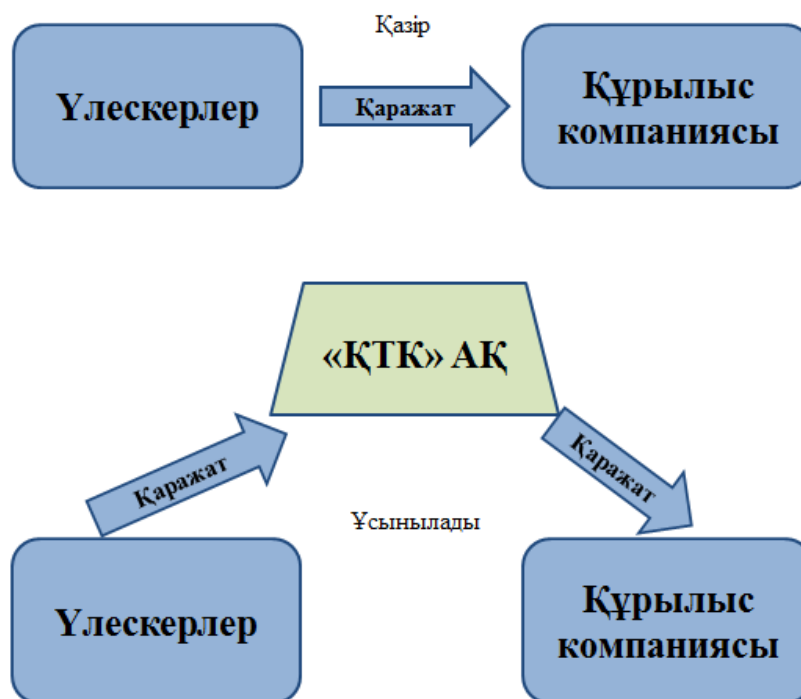 Қазір
Үлескерлер
Қаражат
Құрылыс
компаниясы
«ҚТК» АҚ
Қаражат
Қаражат
Ұсынылады
Үлескерлер
Құрылыс
компаниясы